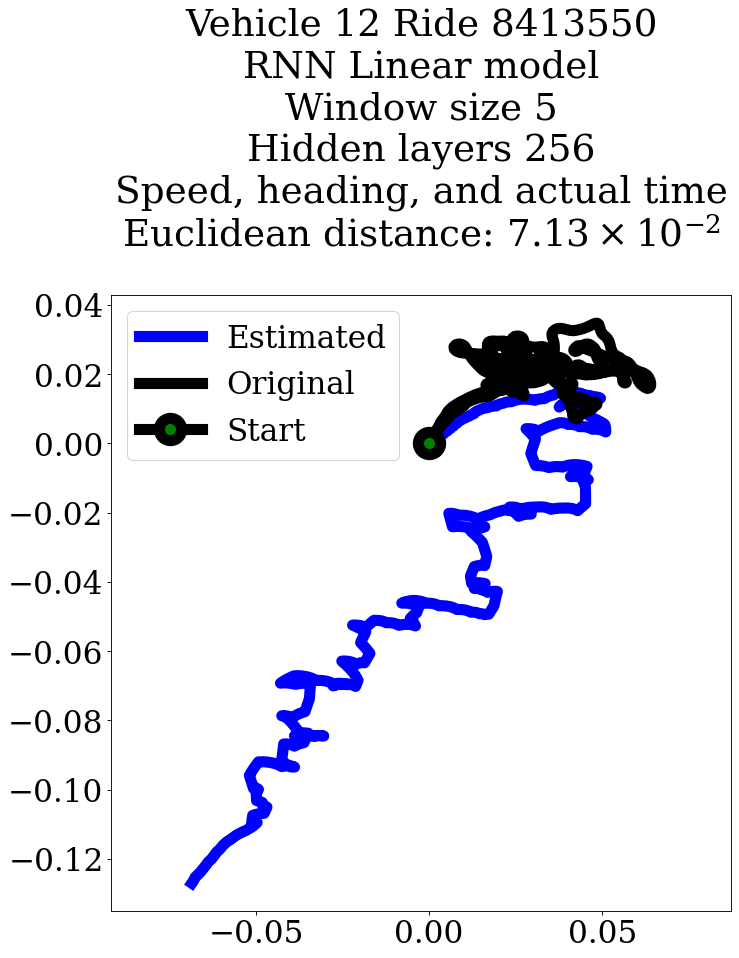 Vehicle 12 Ride 8413550
RNN Linear model
Window size 5
Hidden layers 256
Speed, heading, and actual time
Euclidean distance: 7.13 × 10⁻²
Estimated
Original
Start
0.04
0.02
0.00
−0.02
−0.04
−0.06
−0.08
−0.10
−0.12
−0.05 0.00 0.05